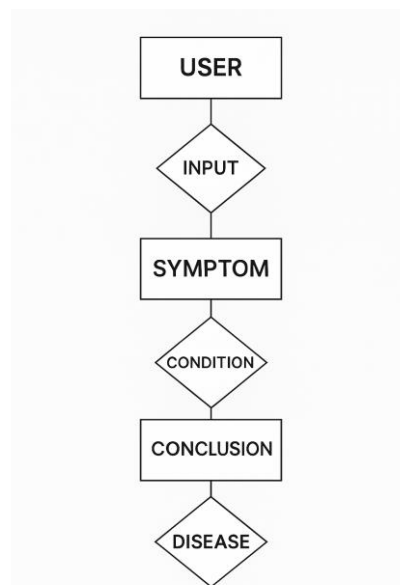 USER
INPUT
SYMPTOM
CONDITION
CONCLUSION
DISEASE